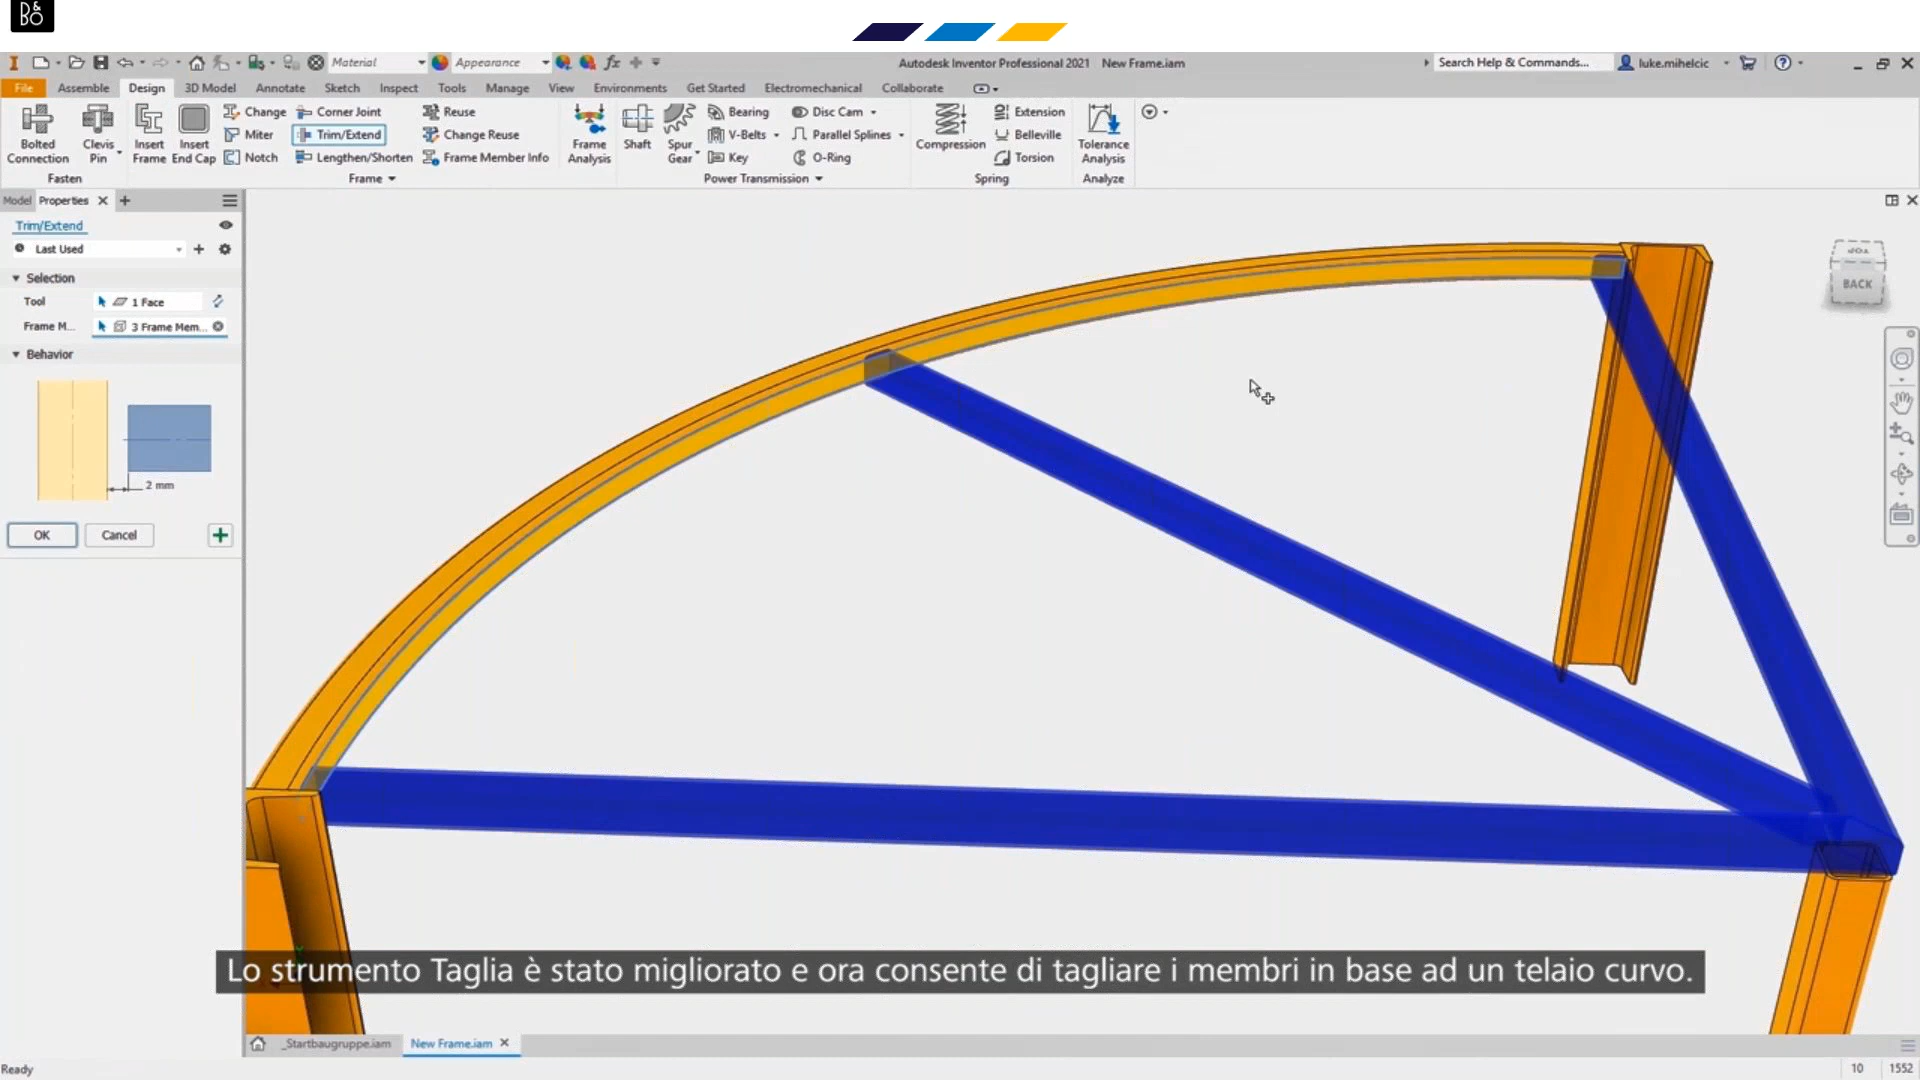 B&O
Material
Appearance
fx
Autodesk Inventor Professional 2021 New Frame.iam
Search Help & Commands...
luke.mihelcic
File Assemble Design 3D Model Annotate Sketch Inspect Tools Manage View Environments Get Started Electromechanical Collaborate
Bolted Connection
Clevis Pin
Fasten
Insert Frame
Insert End Cap
Change
Miter
Notch
Corner Joint
Trim/Extend
Lengthen/Shorten
Reuse
Change Reuse
Frame Member Info
Frame
Frame Analysis
Shaft
Spur Gear
Bearing
V-Belts
Key
Disc Cam
Parallel Splines
O-Ring
Power Transmission
Compression
Extension
Belleville
Torsion
Spring
Tolerance Analysis
Analyze
Model Properties
Trim/Extend
Last Used
Selection
Tool 1 Face
Frame M... 3 Frame Mem...
Behavior
2 mm
OK Cancel
TOP
BACK
Lo strumento Taglia è stato migliorato e ora consente di tagliare i membri in base ad un telaio curvo.
_Startbaugruppe.iam New Frame.iam
Ready 10 1552